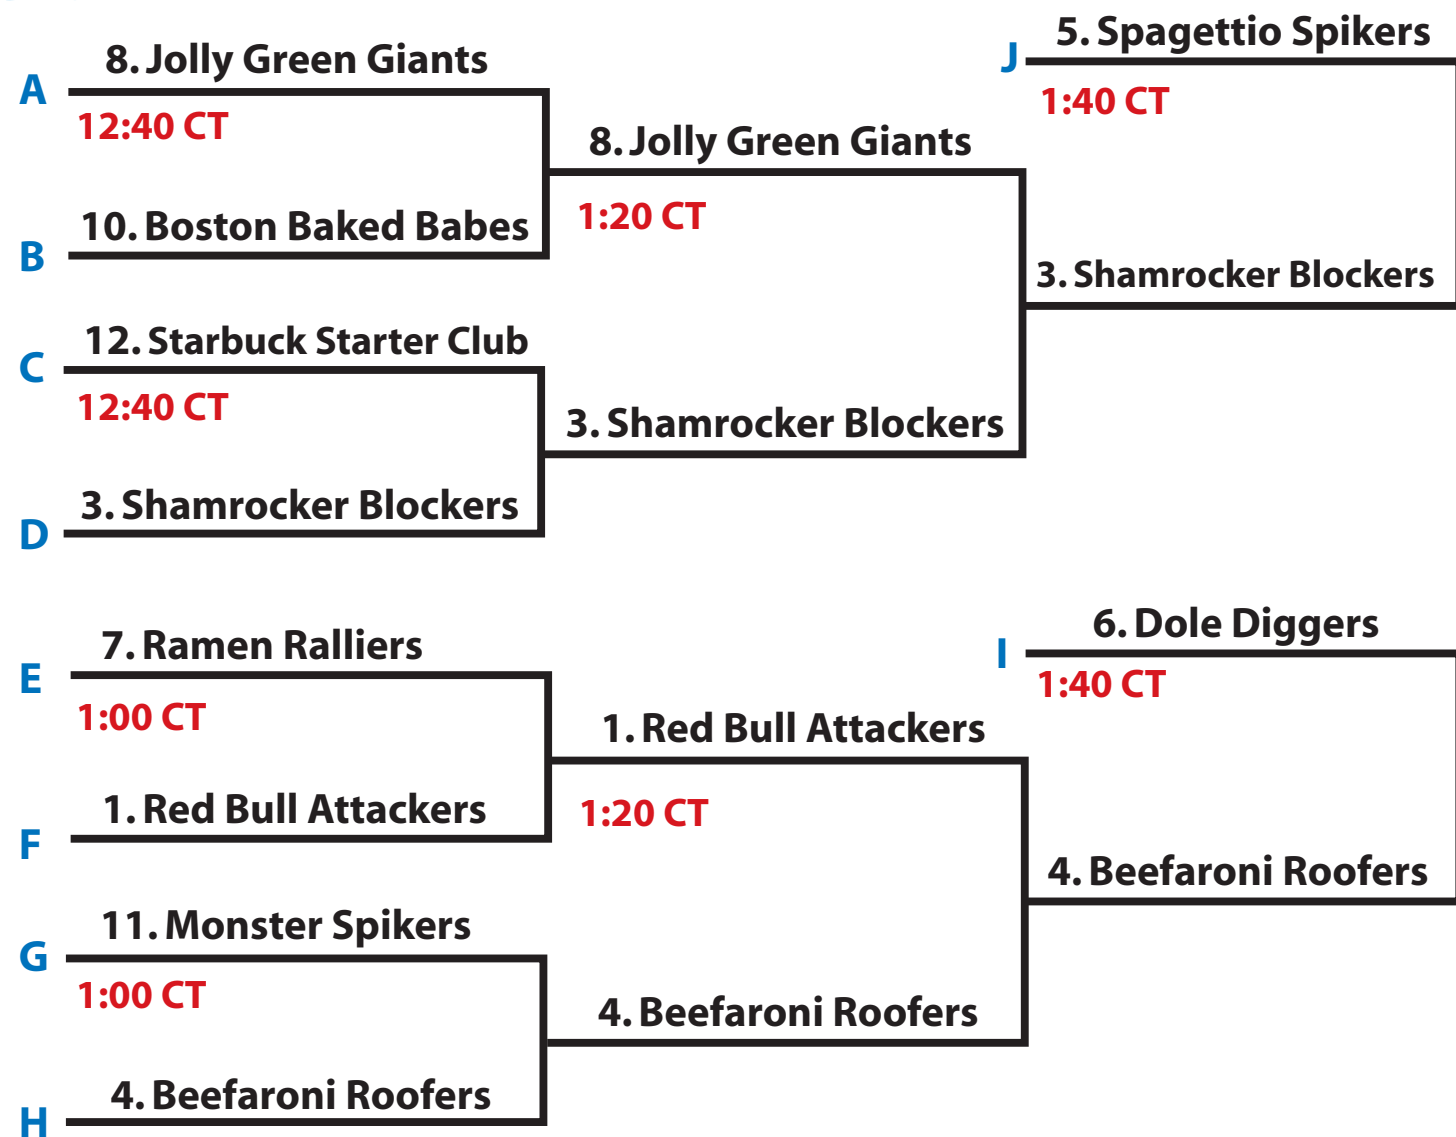 8. Jolly Green Giants
A
12:40 CT
10. Boston Baked Babes
B
12. Starbuck Starter Club
C
12:40 CT
3. Shamrocker Blockers
D
7. Ramen Ralliers
E
1:00 CT
1. Red Bull Attackers
F
11. Monster Spikers
G
1:00 CT
4. Beefaroni Roofers
H
8. Jolly Green Giants
1:20 CT
3. Shamrocker Blockers
1. Red Bull Attackers
1:20 CT
4. Beefaroni Roofers
5. Spagettio Spikers
J
1:40 CT
3. Shamrocker Blockers
6. Dole Diggers
I
1:40 CT
4. Beefaroni Roofers